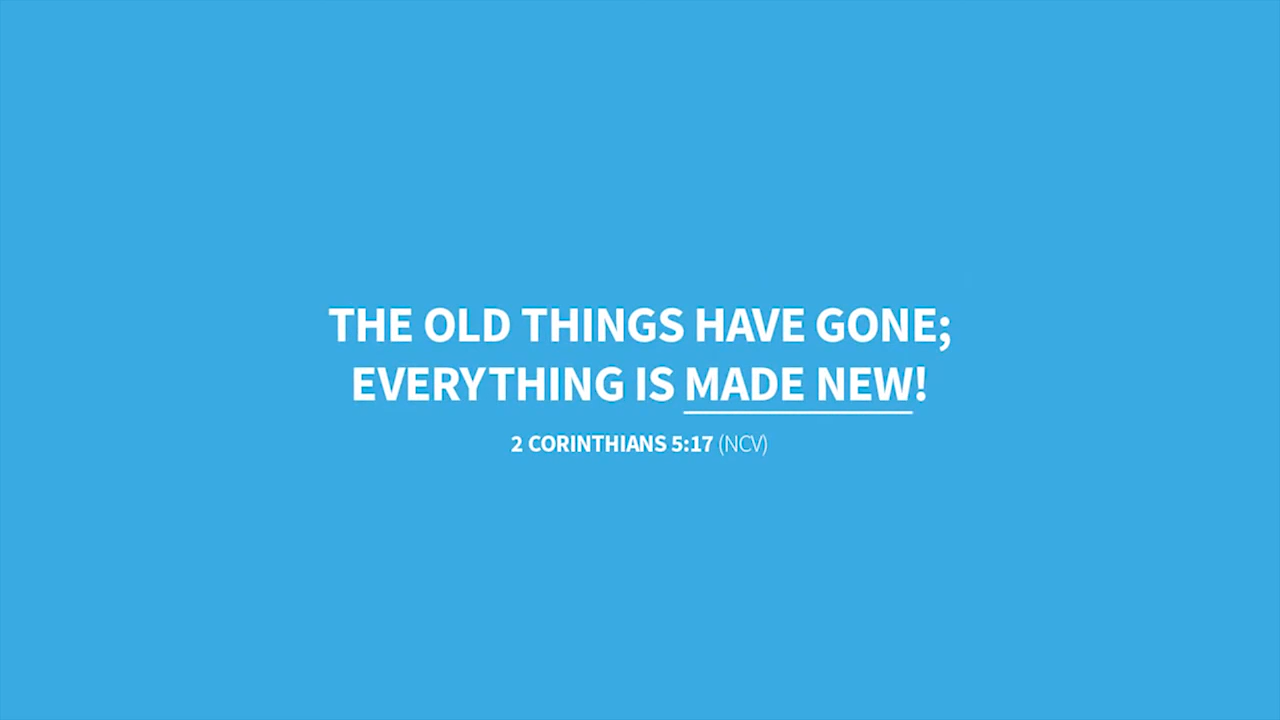 THE OLD THINGS HAVE GONE;
EVERYTHING IS MADE NEW!
2 CORINTHIANS 5:17 (NCV)